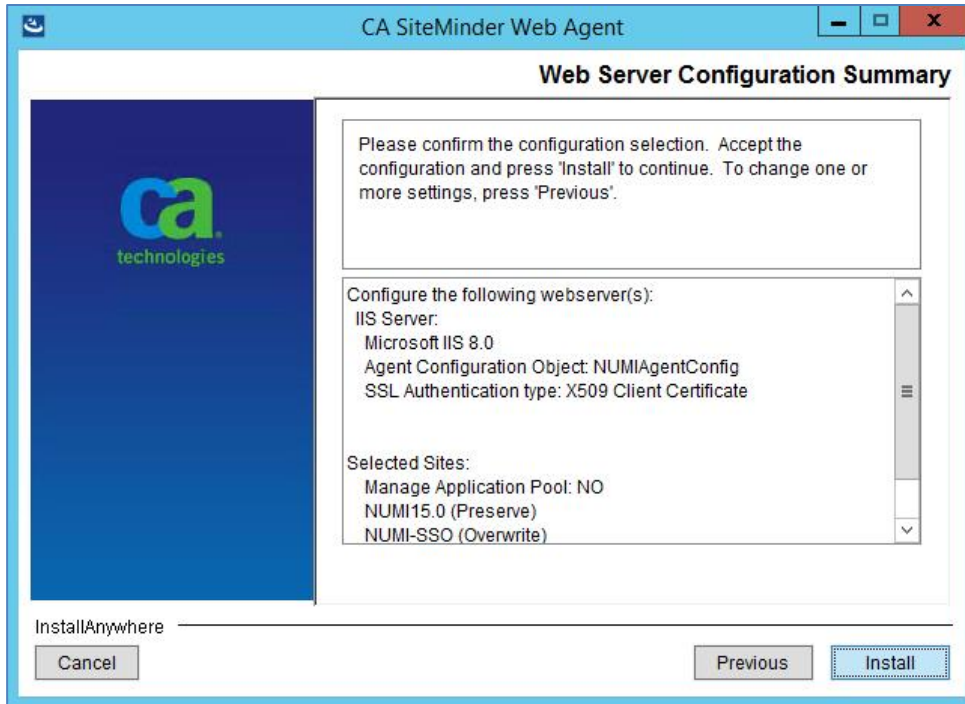 CA SiteMinder Web Agent
Web Server Configuration Summary
ca
technologies
Please confirm the configuration selection. Accept the
configuration and press 'Install' to continue. To change one or
more settings, press 'Previous'.
Configure the following webserver(s):
IIS Server:
Microsoft IIS 8.0
Agent Configuration Object: NUMIAgentConfig
SSL Authentication type: X509 Client Certificate
Selected Sites:
Manage Application Pool: NO
NUMI15.0 (Preserve)
NUMI-SSO (Overwrite)
InstallAnywhere
Cancel
Previous
Install